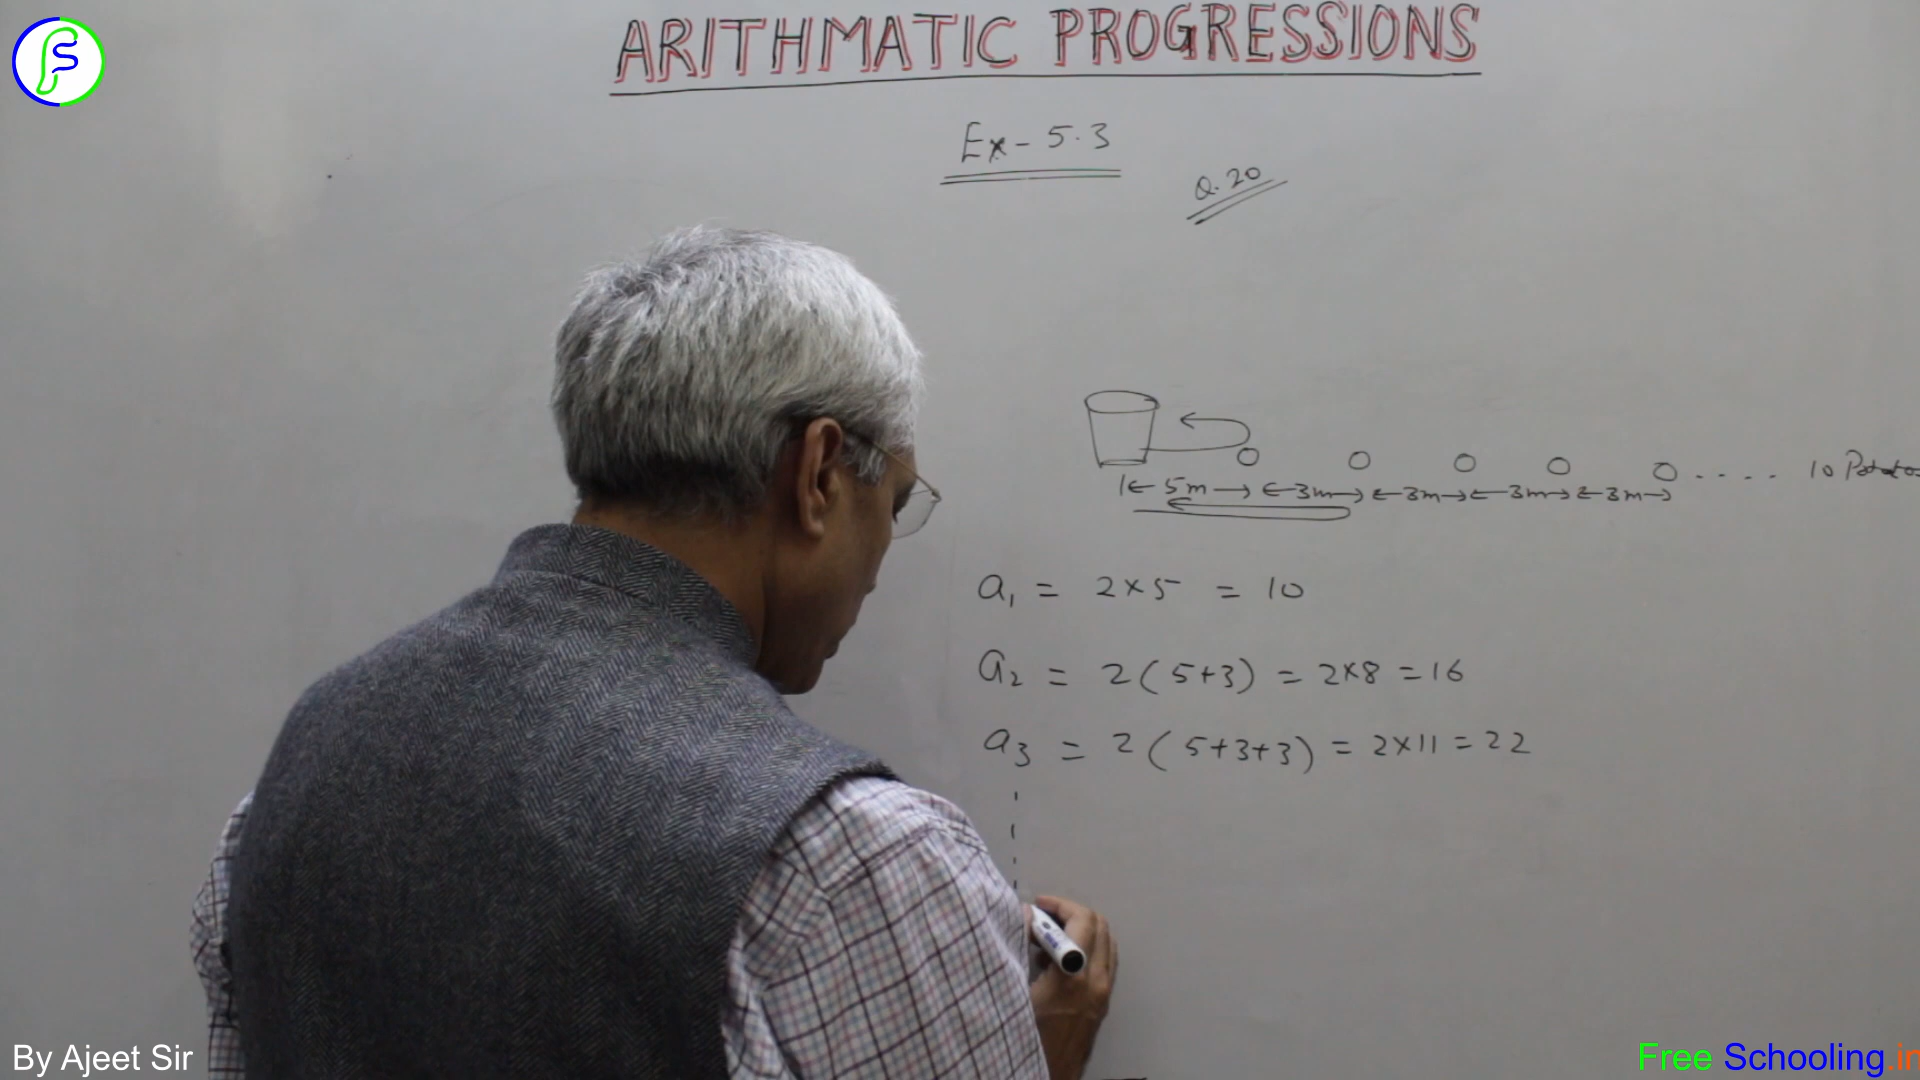 ARITHMATIC PROGRESSIONS
Ex - 5.3
Q. 20
10
5m 3m 3m 3m 3m
a₁ = 2×5 = 10
a₂ = 2(5+3) = 2×8 = 16
a₃ = 2(5+3+3) = 2×11 = 22
By Ajeet Sir
Free Schooling.in